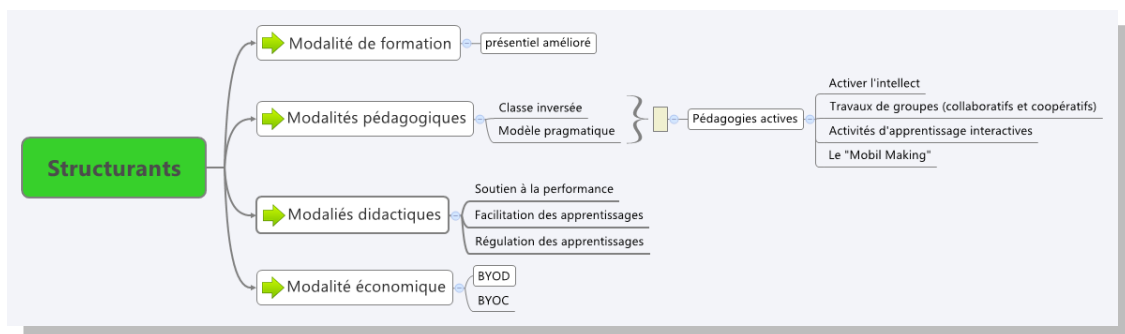 Structurants
Modalité de formation
présentiel amélioré
Modalités pédagogiques
Classe inversée
Modèle pragmatique
Pédagogies actives
Activer l'intellect
Travaux de groupes (collaboratifs et coopératifs)
Activités d'apprentissage interactives
Le "Mobil Making"
Modaliés didactiques
Soutien à la performance
Facilitation des apprentissages
Régulation des apprentissages
Modalité économique
BYOD
BYOC